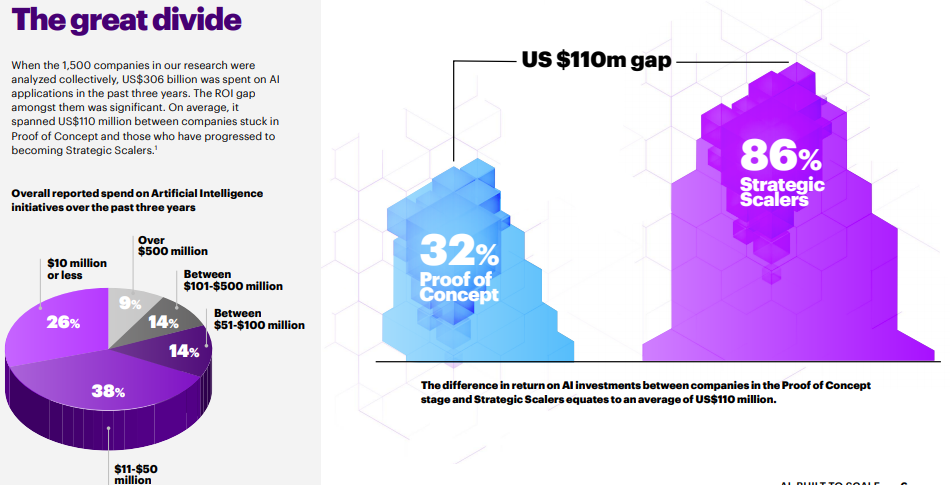 The great divide
When the 1,500 companies in our research were
analyzed collectively, US$306 billion was spent on AI
applications in the past three years. The ROI gap
amongst them was significant. On average, it
spanned US$110 million between companies stuck in
Proof of Concept and those who have progressed to
becoming Strategic Scalers.¹
Overall reported spend on Artificial Intelligence
initiatives over the past three years
Over
$500 million
$10 million
or less
Between
$101-$500 million
Between
$51-$100 million
9%
14%
26%
14%
38%
$11-$50
million
US $110m gap
32%
Proof of
Concept
86%
Strategic
Scalers
The difference in return on AI investments between companies in the Proof of Concept
stage and Strategic Scalers equates to an average of US$110 million.
AI: BUILT TO SCALE